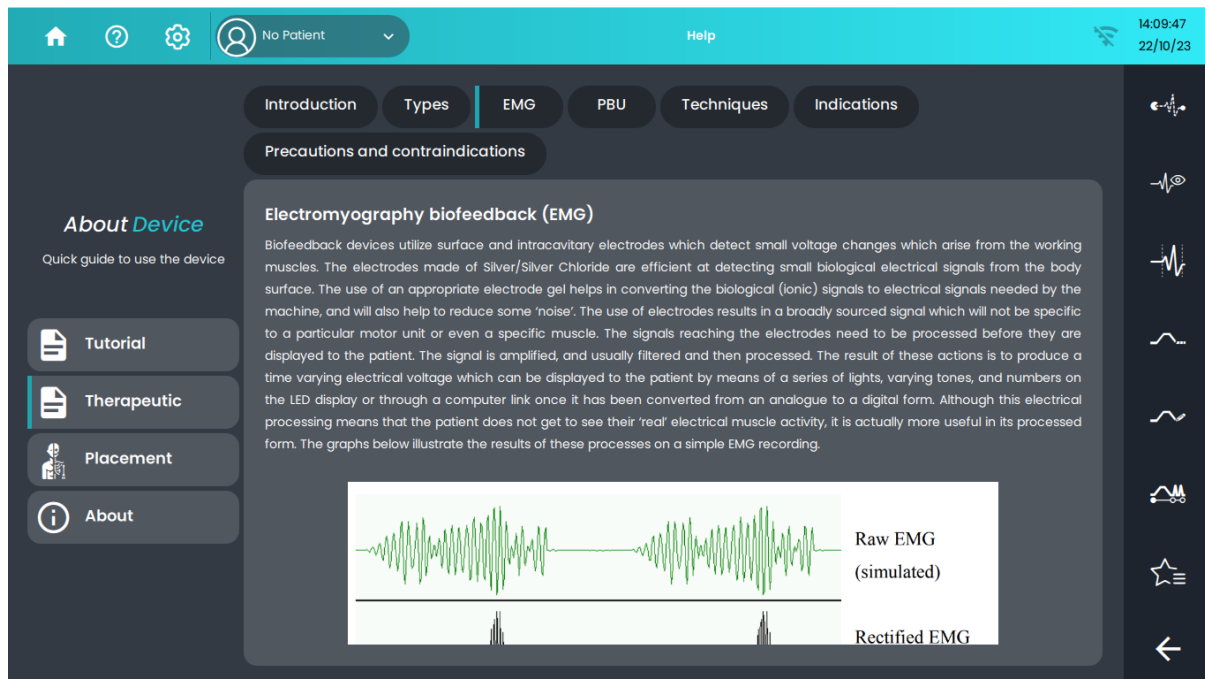 No Patient
Help
14:09:47
22/10/23
Introduction
Types
EMG
PBU
Techniques
Indications
Precautions and contraindications
About Device
Quick guide to use the device
Tutorial
Therapeutic
Placement
About
Electromyography biofeedback (EMG)
Biofeedback devices utilize surface and intracavitary electrodes which detect small voltage changes which arise from the working
muscles. The electrodes made of Silver/Silver Chloride are efficient at detecting small biological electrical signals from the body
surface. The use of an appropriate electrode gel helps in converting the biological (ionic) signals to electrical signals needed by the
machine, and will also help to reduce some 'noise'. The use of electrodes results in a broadly sourced signal which will not be specific
to a particular motor unit or even a specific muscle. The signals reaching the electrodes need to be processed before they are
displayed to the patient. The signal is amplified, and usually filtered and then processed. The result of these actions is to produce a
time varying electrical voltage which can be displayed to the patient by means of a series of lights, varying tones, and numbers on
the LED display or through a computer link once it has been converted from an analogue to a digital form. Although this electrical
processing means that the patient does not get to see their 'real' electrical muscle activity, it is actually more useful in its processed
form. The graphs below illustrate the results of these processes on a simple EMG recording.
Raw EMG
(simulated)
Rectified EMG